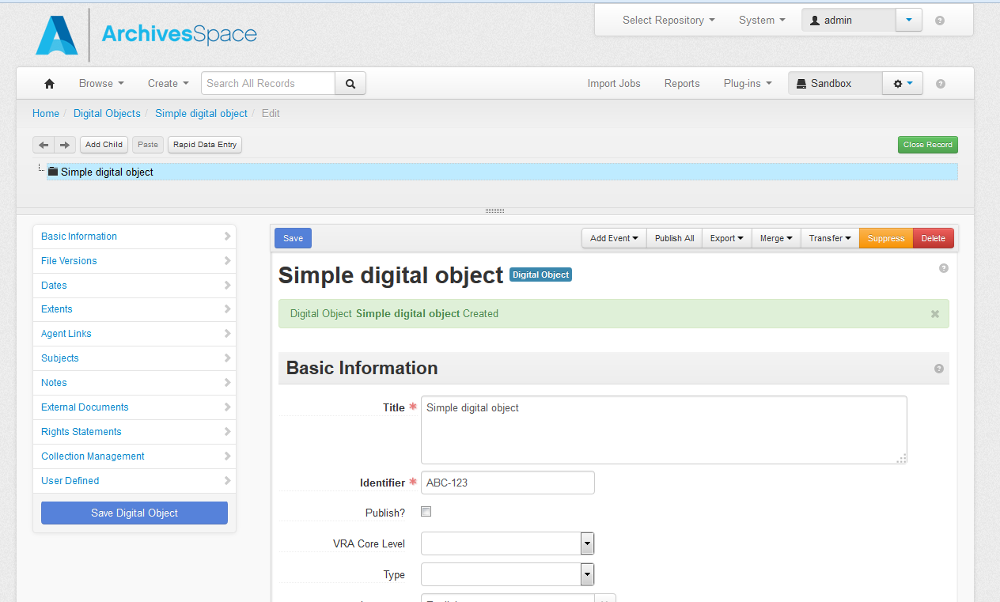 ArchivesSpace
Select Repository System admin
Browse Create Search All Records Import Jobs Reports Plug-ins Sandbox
Home / Digital Objects / Simple digital object / Edit
Add Child Paste Rapid Data Entry Close Record
Simple digital object
Basic Information
File Versions
Dates
Extents
Agent Links
Subjects
Notes
External Documents
Rights Statements
Collection Management
User Defined
Save Digital Object
Save Add Event Publish All Export Merge Transfer Suppress Delete
Simple digital object Digital Object
Digital Object Simple digital object Created
Basic Information
Title * Simple digital object
Identifier * ABC-123
Publish?
VRA Core Level
Type